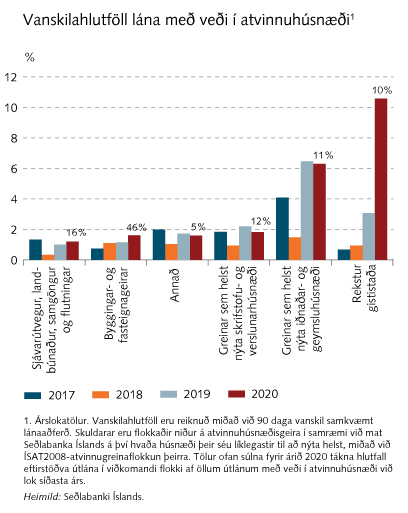 Vanskilahlutföll lána með veði í atvinnuhúsnæði¹
%
12
10
8
6
4
2
0
16%
46%
5%
12%
11%
10%
Sjávarútvegur, land-
búnaður, samgöngur
og flutningar
Byggingar- og
fasteignageirar
Annað
Greinar sem helst
nýta skrifstofu- og
verslunarhúsnæði
Greinar sem helst
nýta iðnaðar- og
geymsluhúsnæði
Rekstur
gististaða
2017
2018
2019
2020
1. Árslokatölur. Vanskilahlutföll eru reiknuð miðað við 90 daga vanskil samkvæmt
lánaaðferð. Skuldarar eru flokkaðir niður á atvinnuhúsnæðisgeira í samræmi við mat
Seðlabanka Íslands á því hvaða húsnæði þeir séu líklegastir til að nýta helst, miðað við
ÍSAT2008-atvinnugreinaflokkun þeirra. Tölur ofan súlna fyrir árið 2020 tákna hlutfall
eftirstöðva útlána í viðkomandi flokki af öllum útlánum með veði í atvinnuhúsnæði við
lok síðasta árs.
Heimild: Seðlabanki Íslands.